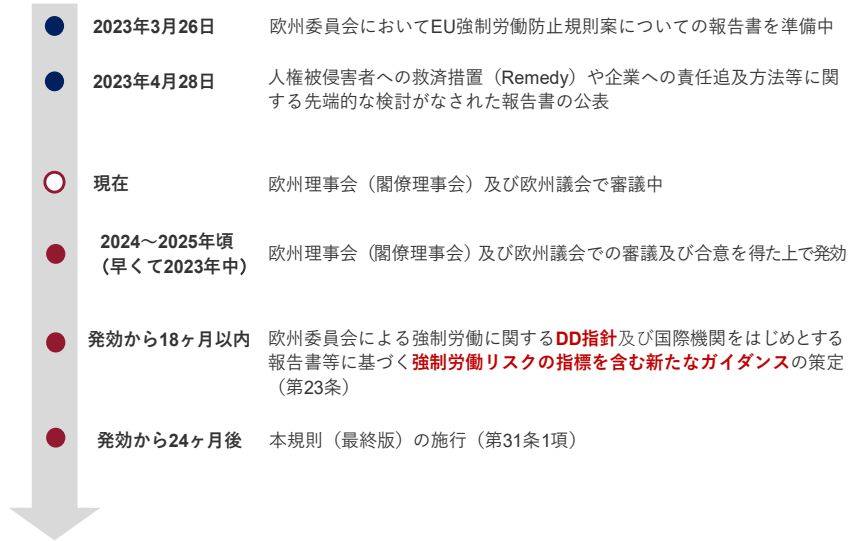 2023年3月26日 欧州委員会においてEU強制労働防止規則案についての報告書を準備中
2023年4月28日 人権被侵害者への救済措置（Remedy）や企業への責任追及方法等に関
する先端的な検討がなされた報告書の公表
現在 欧州理事会（閣僚理事会）及び欧州議会で審議中
2024～2025年頃
（早くて2023年中） 欧州理事会（閣僚理事会）及び欧州議会での審議及び合意を得た上で発効
発効から18ヶ月以内 欧州委員会による強制労働に関するDD指針及び国際機関をはじめとする
報告書等に基づく強制労働リスクの指標を含む新たなガイダンスの策定
（第23条）
発効から24ヶ月後 本規則（最終版）の施行（第31条1項）